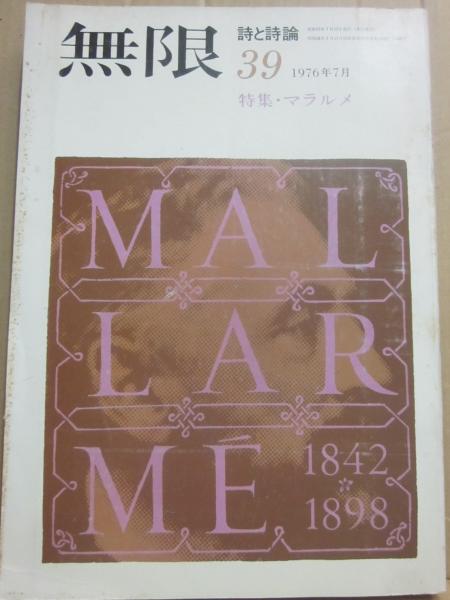 無限
詩と詩論
39
1976年7月
特集・マラルメ
MAL
LAR
MÉ
1842
1898